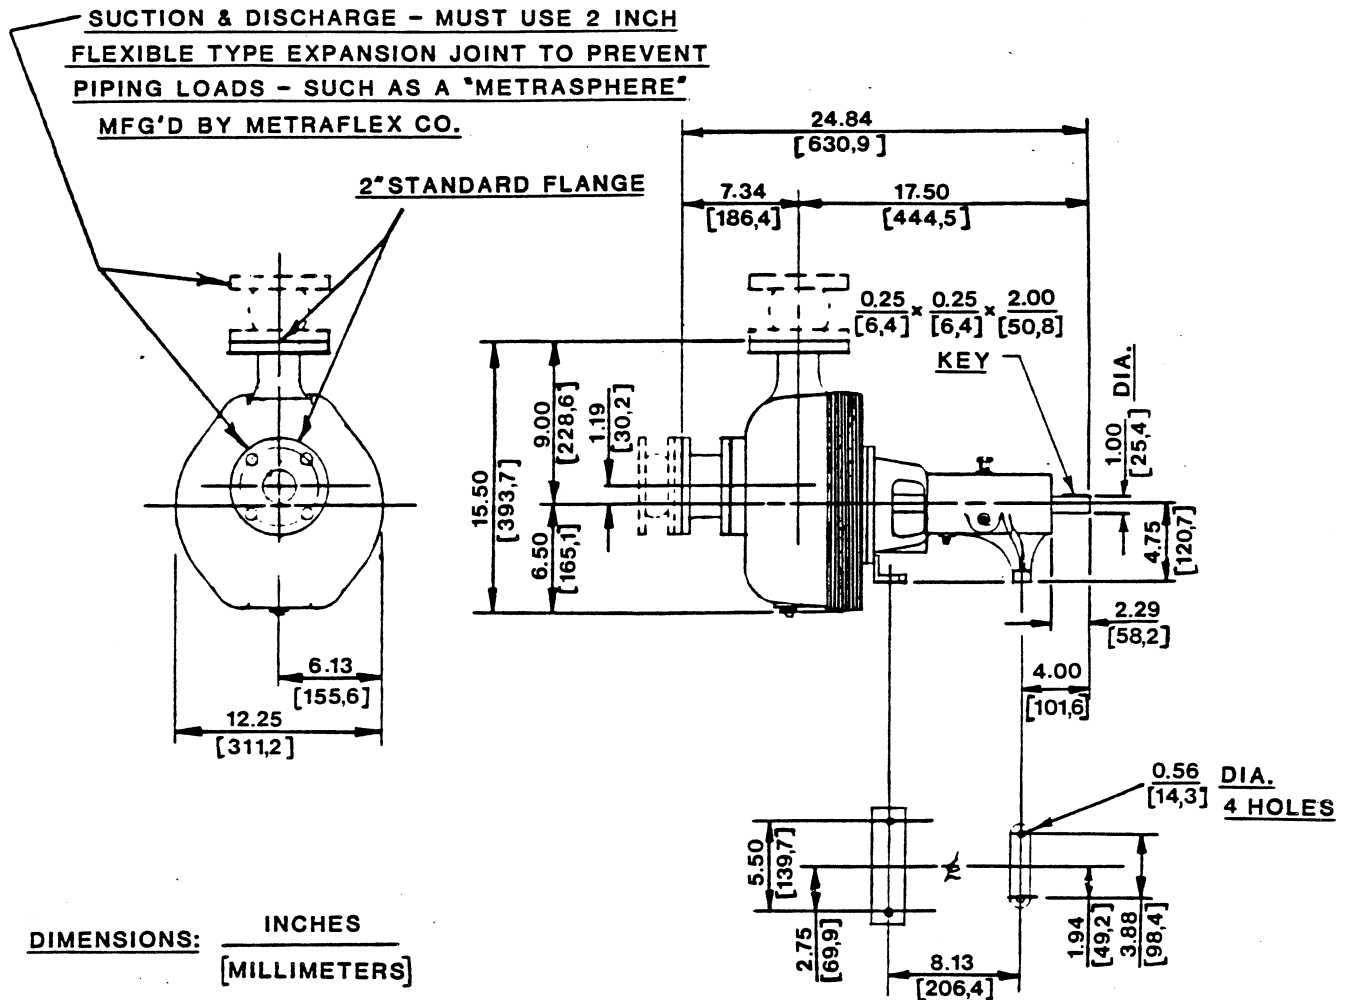 SUCTION & DISCHARGE - MUST USE 2 INCH
FLEXIBLE TYPE EXPANSION JOINT TO PREVENT
PIPING LOADS - SUCH AS A "METRASPHERE"
MFG'D BY METRAFLEX CO.
2" STANDARD FLANGE
24.84
[630,9]
7.34
[186,4]
17.50
[444,5]
0.25 × 0.25 × 2.00
[6,4] [6,4] [50,8]
KEY
1.00 DIA.
[25,4]
15.50
[393,7]
9.00
[228,6]
1.19
[30,2]
6.50
[165,1]
4.75
[120,7]
2.29
[58,2]
4.00
[101,6]
6.13
[155,6]
12.25
[311,2]
0.56 DIA.
[14,3]
4 HOLES
5.50
[139,7]
2.75
[69,9]
1.94
[49,2]
3.88
[98,4]
8.13
[206,4]
DIMENSIONS: INCHES
[MILLIMETERS]